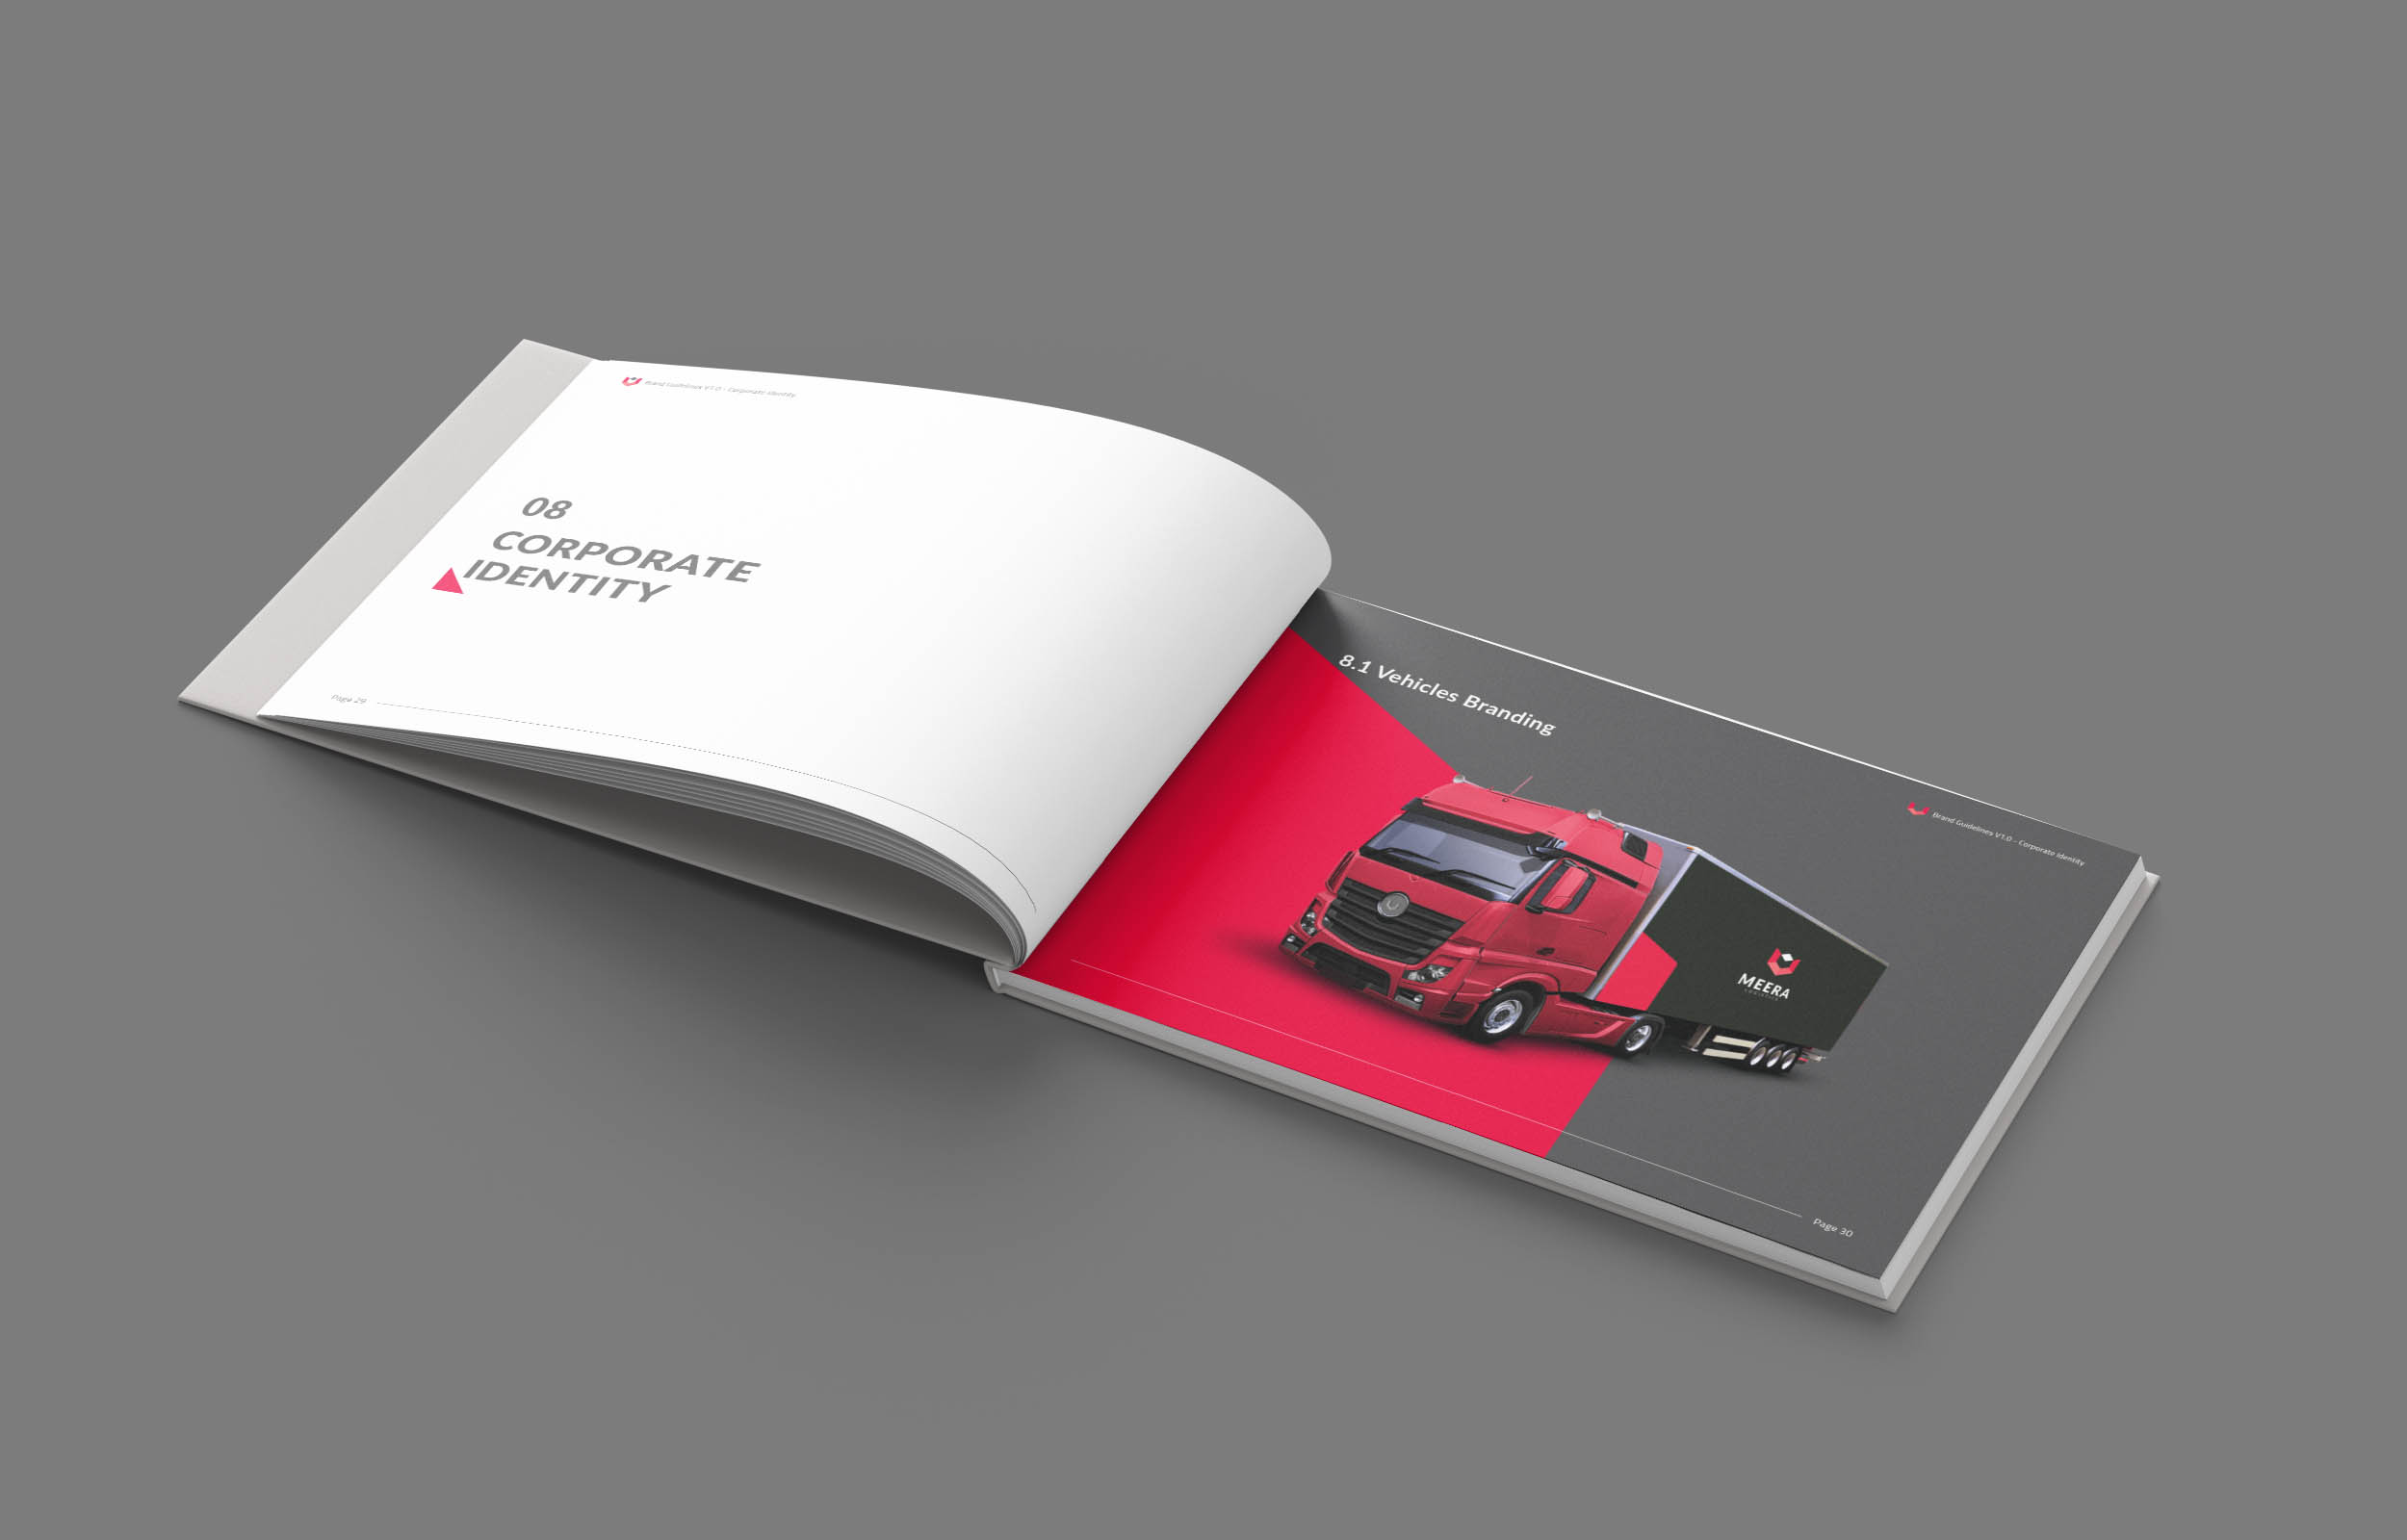 Brand Guidelines V1.0 - Corporate Identity
08
CORPORATE
IDENTITY
Page 29
8.1 Vehicles Branding
Brand Guidelines V1.0 - Corporate Identity
MEERA
Page 30